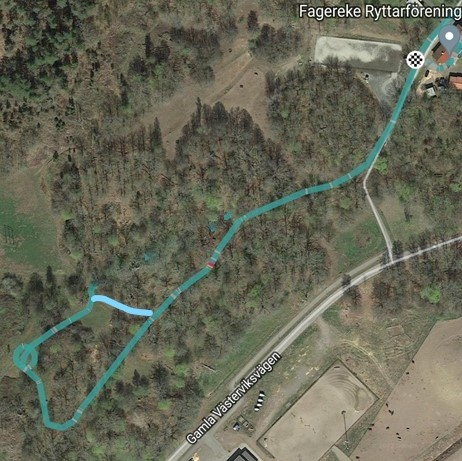 Fagereke Ryttarförening
Gamla Västerviksvägen